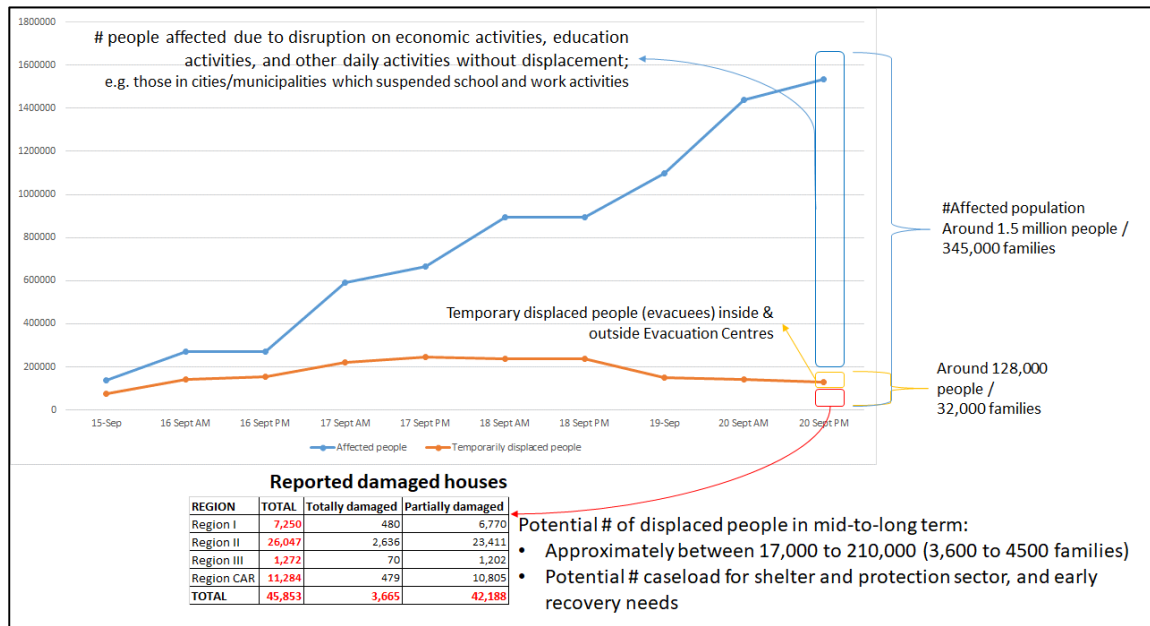 1800000
1600000
1400000
1200000
1000000
800000
600000
400000
200000
0
# people affected due to disruption on economic activities, education
activities, and other daily activities without displacement;
e.g. those in cities/municipalities which suspended school and work activities
#Affected population
Around 1.5 million people /
345,000 families
Temporary displaced people (evacuees) inside &
outside Evacuation Centres
Around 128,000
people /
32,000 families
15-Sep 16 Sept AM 16 Sept PM 17 Sept AM 17 Sept PM 18 Sept AM 18 Sept PM 19-Sep 20 Sept AM 20 Sept PM
Affected people Temporarily displaced people
Reported damaged houses
REGION TOTAL Totally damaged Partially damaged
Region I 7,250 480 6,770
Region II 26,047 2,636 23,411
Region III 1,272 70 1,202
Region CAR 11,284 479 10,805
TOTAL 45,853 3,665 42,188
Potential # of displaced people in mid-to-long term:
• Approximately between 17,000 to 210,000 (3,600 to 4500 families)
• Potential # caseload for shelter and protection sector, and early
recovery needs